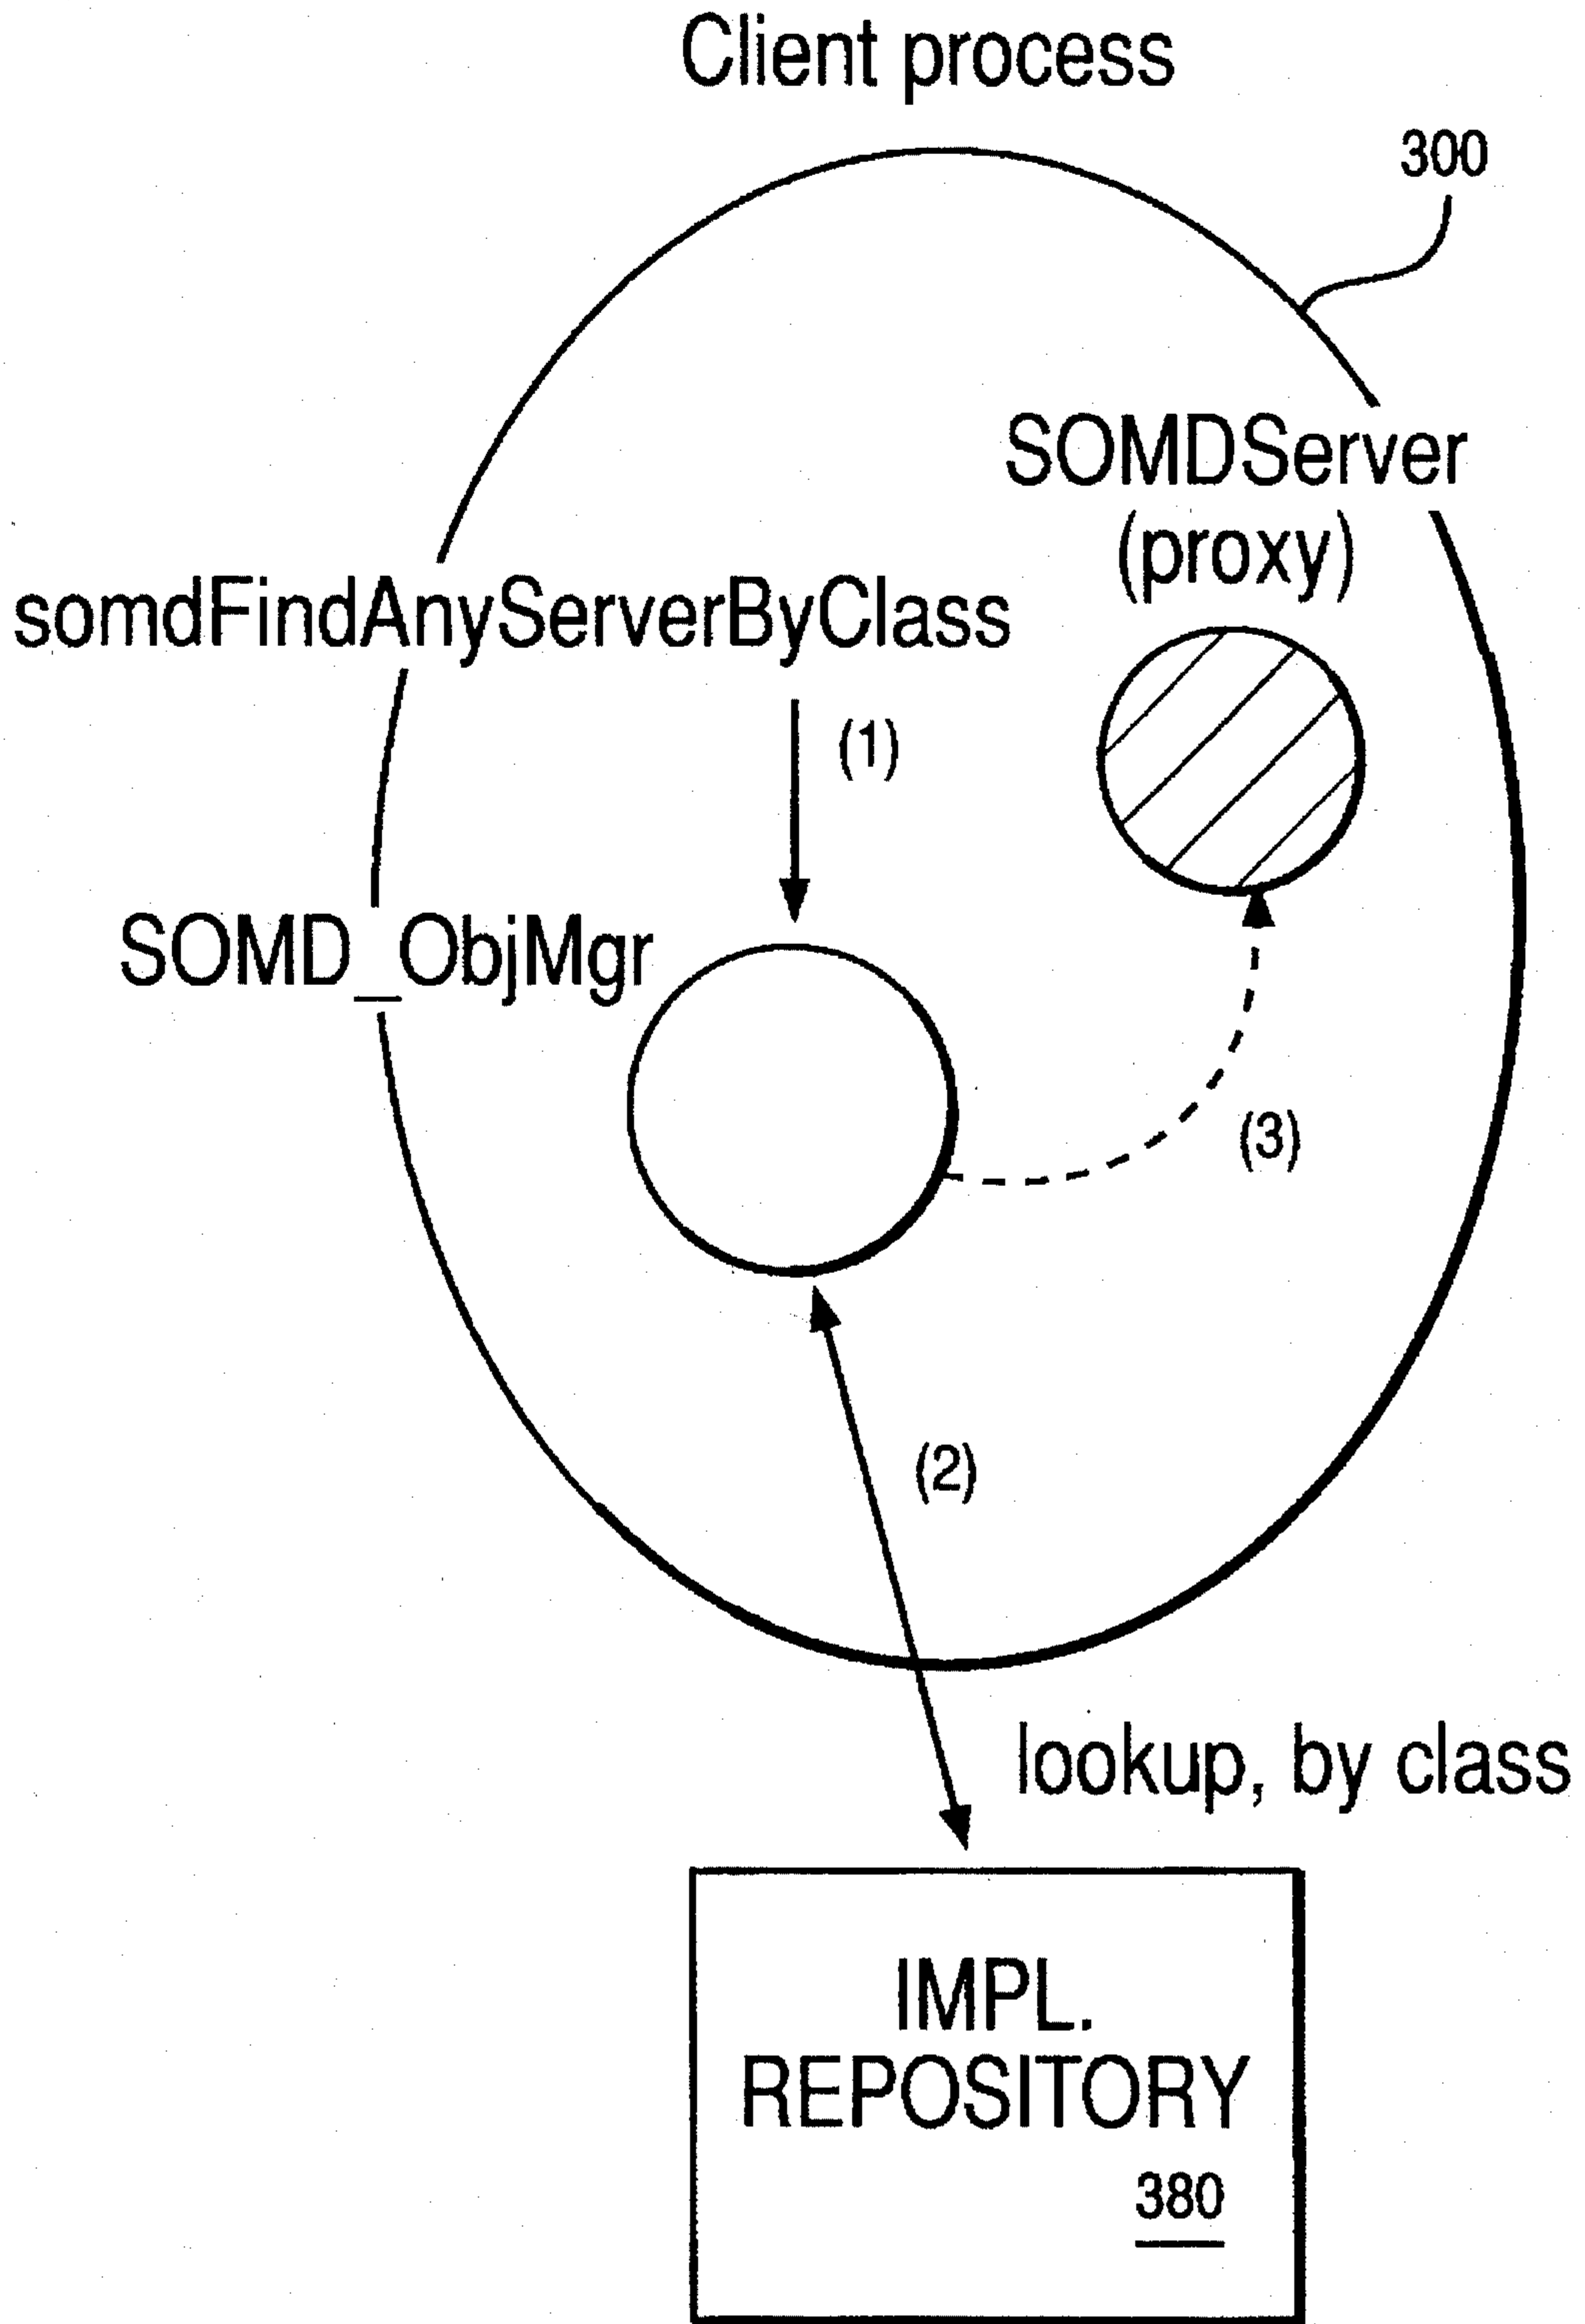 Client process
300
SOMDServer
(proxy)
somdFindAnyServerByClass
(1)
SOMD_ObjMgr
(3)
(2)
lookup, by class
IMPL.
REPOSITORY
380